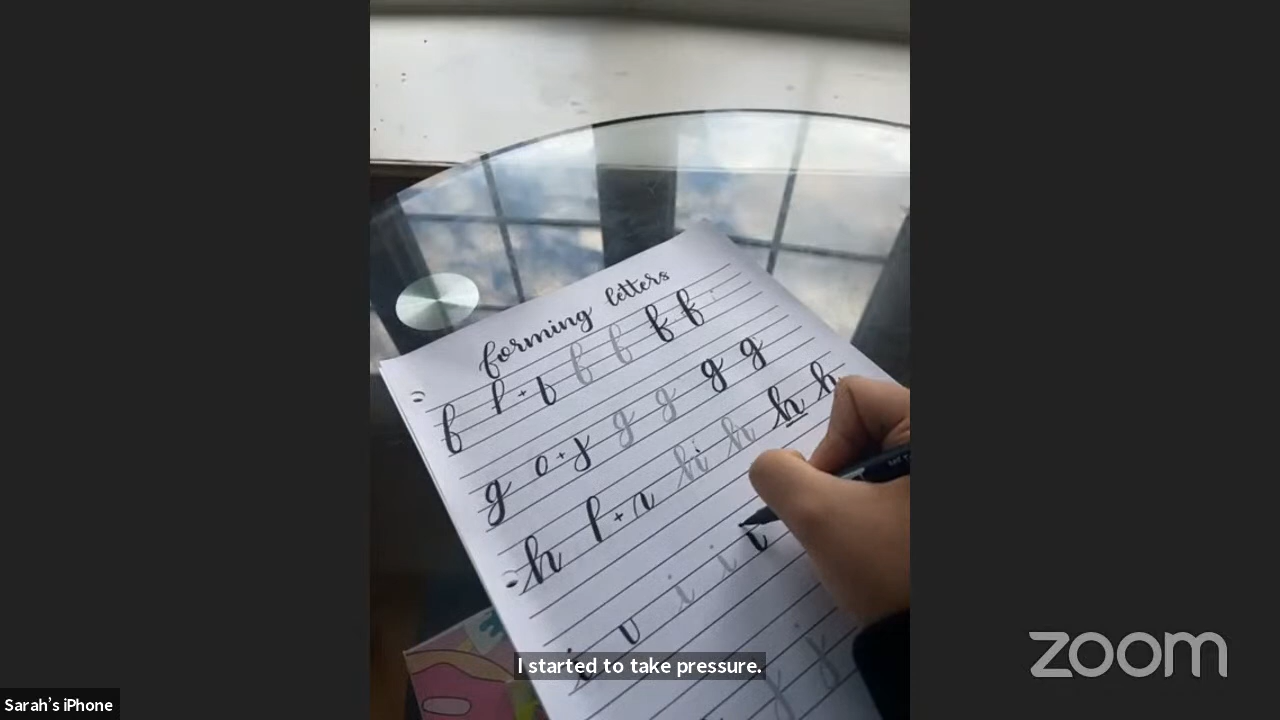 forming letters
f l + f f f f f
g o + j g g g g
h l + n h h h h
i i i i i
j j
I started to take pressure.
Sarah's iPhone
zoom